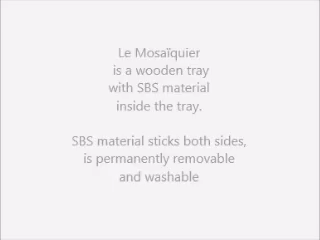 Le Mosaïquier
is a wooden tray
with SBS material
inside the tray.
SBS material sticks both sides,
is permanently removable
and washable